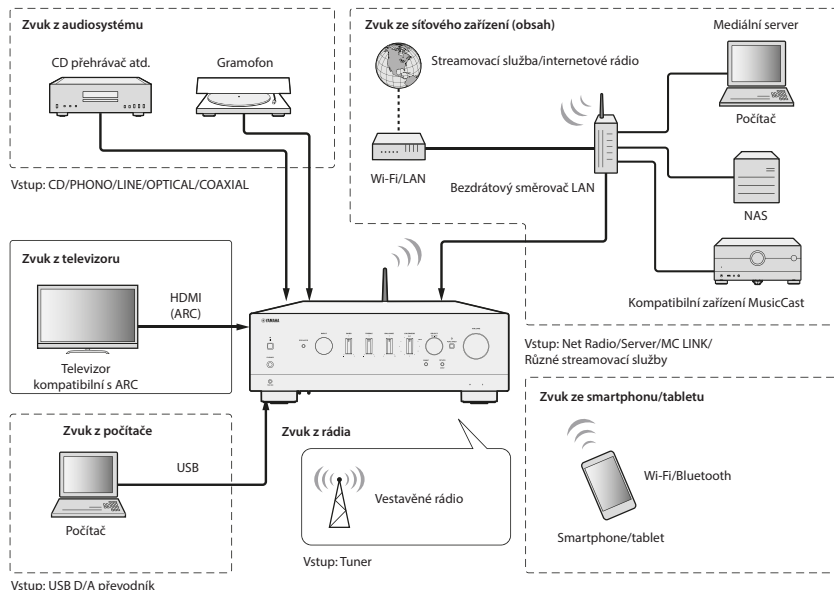 Zvuk z audiosystému
CD přehrávač atd.
Gramofon
Vstup: CD/PHONO/LINE/OPTICAL/COAXIAL
Zvuk ze síťového zařízení (obsah)
Streamovací služba/internetové rádio
Mediální server
Počítač
Wi-Fi/LAN
Bezdrátový směrovač LAN
NAS
Kompatibilní zařízení MusicCast
Vstup: Net Radio/Server/MC LINK/
Různé streamovací služby
Zvuk z televizoru
HDMI
(ARC)
Televizor
kompatibilní s ARC
YAMAHA
Zvuk z počítače
USB
Počítač
Vstup: USB D/A převodník
Zvuk z rádia
Vestavěné rádio
Vstup: Tuner
Zvuk ze smartphonu/tabletu
Wi-Fi/Bluetooth
Smartphone/tablet